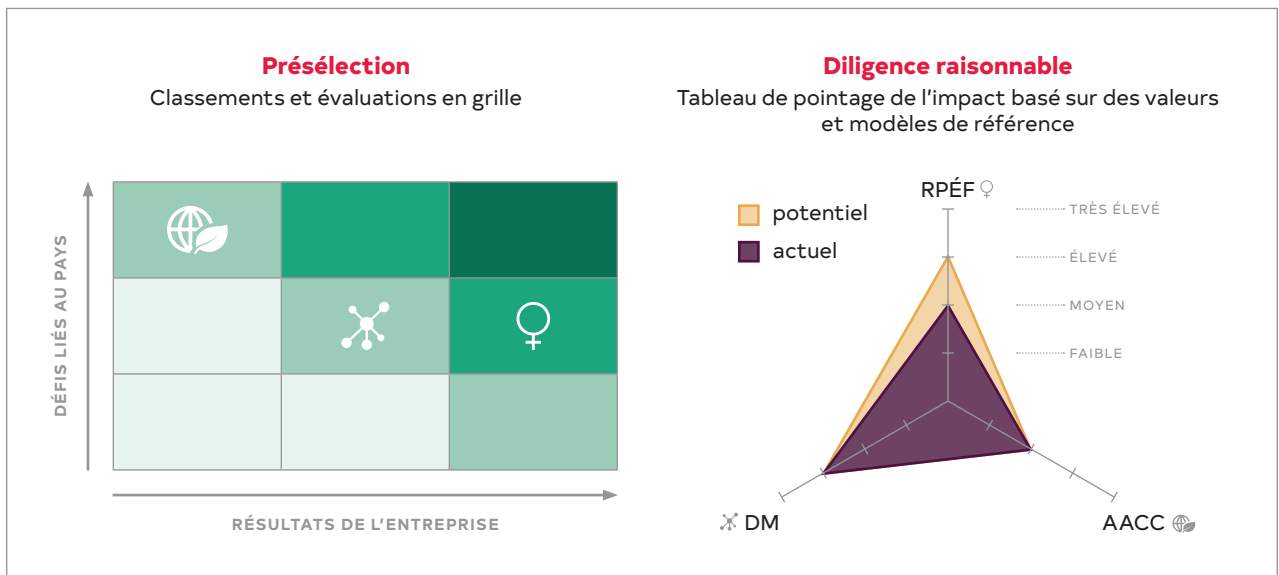 Présélection
Classements et évaluations en grille
DÉFIS LIÉS AU PAYS
RÉSULTATS DE L'ENTREPRISE
Diligence raisonnable
Tableau de pointage de l'impact basé sur des valeurs
et modèles de référence
potentiel
actuel
RPÉF
TRÈS ÉLEVÉ
ÉLEVÉ
MOYEN
FAIBLE
DM
AACC